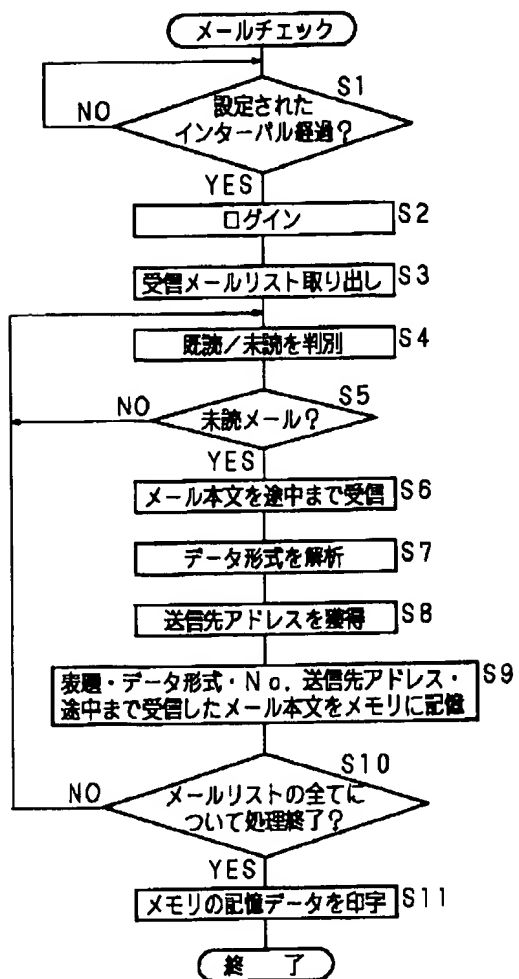 メールチェック
S1
設定された
NO
インターバル経過?
YES
S2
ログイン
S3
受信メールリスト取り出し
S4
既読/未読を判別
S5
NO
未読メール?
YES
S6
メール本文を途中まで受信
S7
データ形式を解析
S8
送信先アドレスを獲得
S9
表題・データ形式・No. 送信先アドレス・
途中まで受信したメール本文をメモリに記憶
S10
NO
メールリストの全てに
ついて処理終了?
YES
S11
メモリの記憶データを印字
終 了